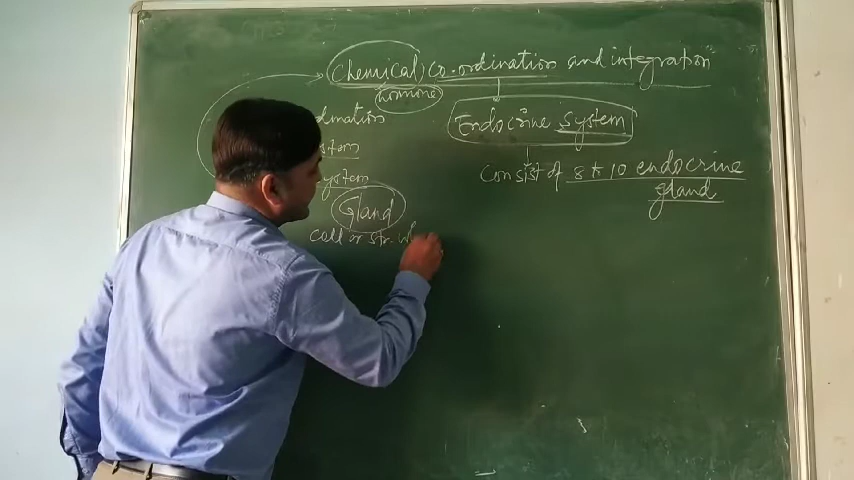 Chemical co-ordination and integration
hormone
dination
Endocrine System
stem
Consist of 8 to 10 endocrine
gland
ystem
Gland
cell or str. wh